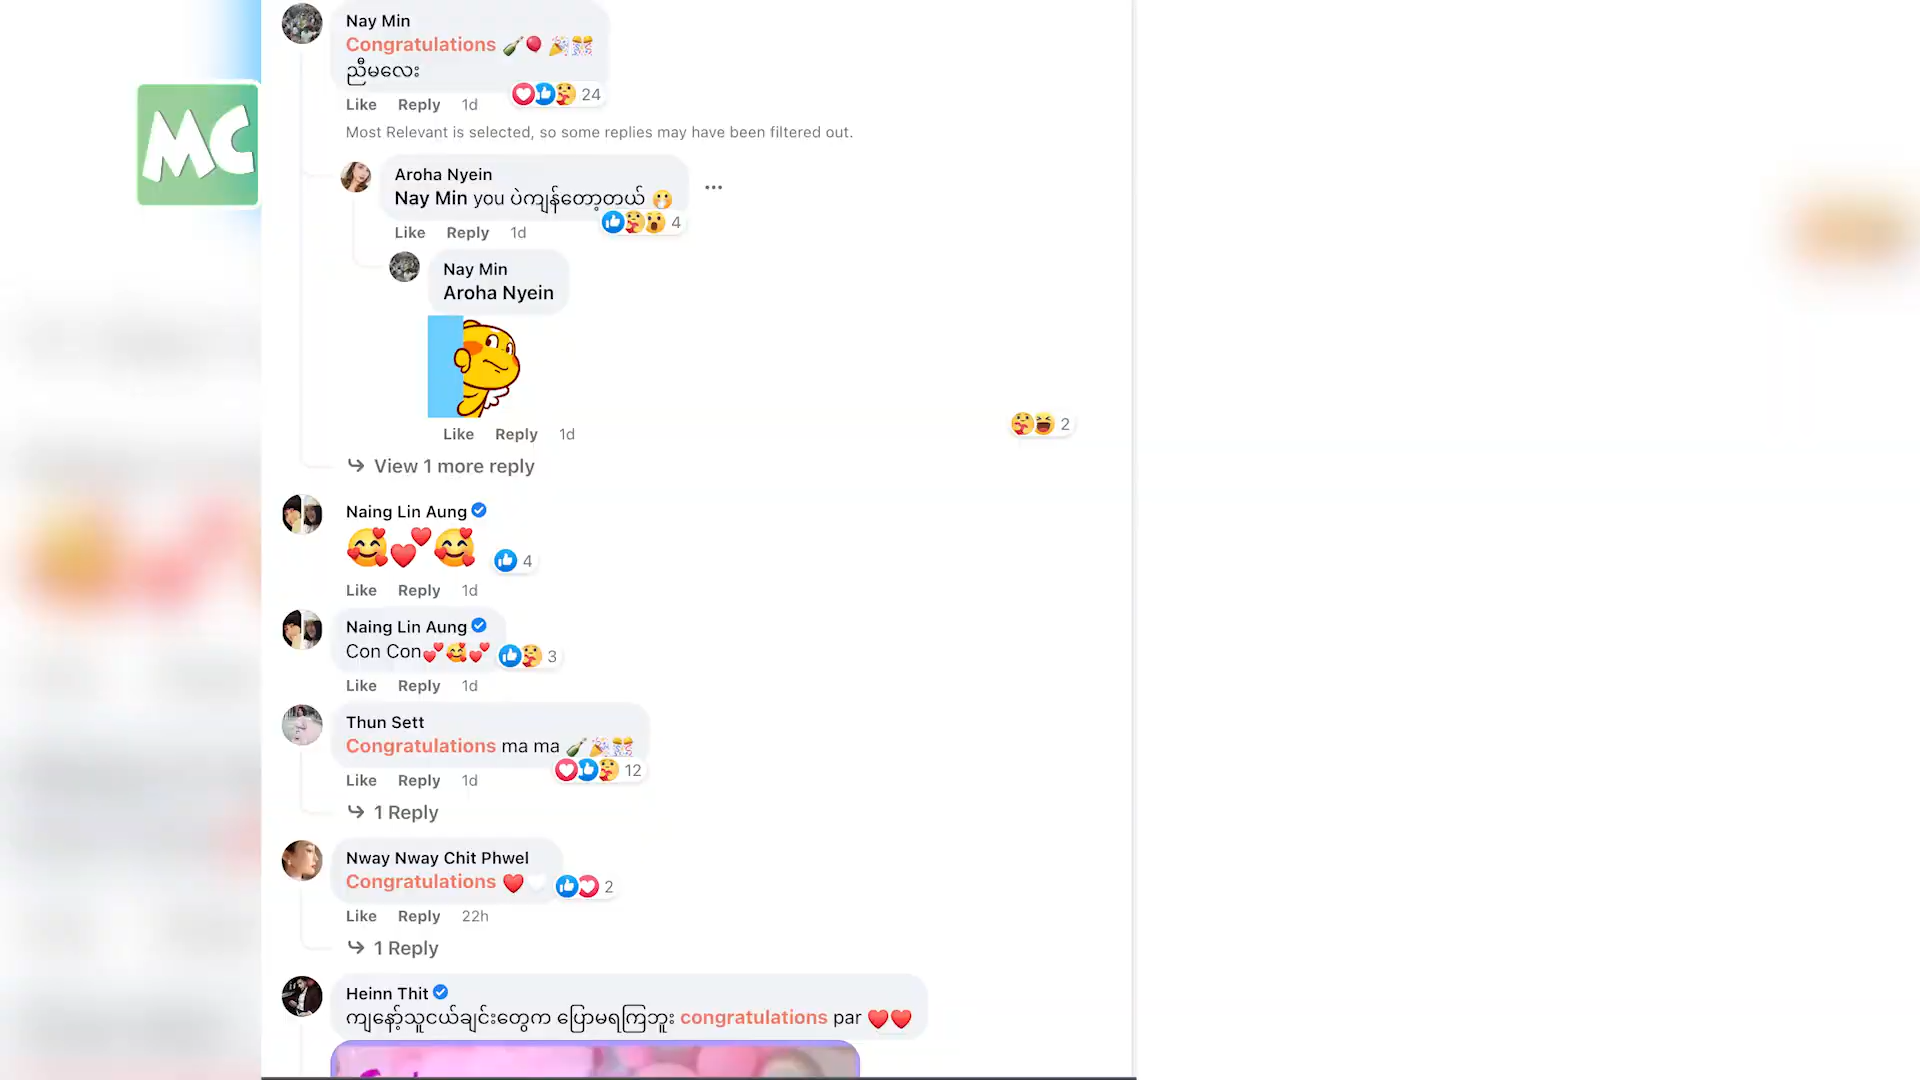 Nay Min
Congratulations 🍾🎈 🎉🎊
ညီမလေး
24
Like Reply 1d
Most Relevant is selected, so some replies may have been filtered out.
MC
Aroha Nyein
Nay Min you ပဲကျန်တော့တယ် 🤭
4
Like Reply 1d
Nay Min
Aroha Nyein
2
Like Reply 1d
View 1 more reply
Naing Lin Aung
🥰💕🥰 4
Like Reply 1d
Naing Lin Aung
Con Con💕🥰💕 3
Like Reply 1d
Thun Sett
Congratulations ma ma 🍾🎉🎊
12
Like Reply 1d
1 Reply
Nway Nway Chit Phwel
Congratulations ❤️🤍 2
Like Reply 22h
1 Reply
Heinn Thit
ကျနော့်သူငယ်ချင်းတွေက ပြောမရကြဘူး congratulations par ❤️❤️